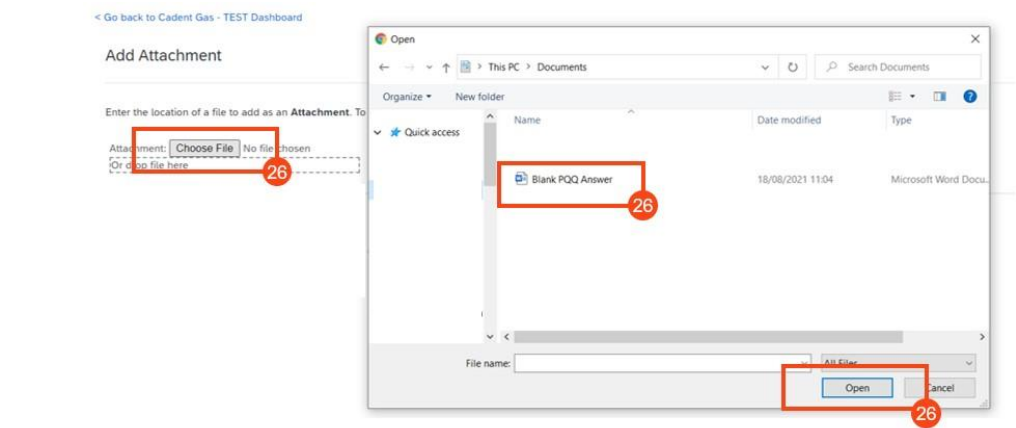 < Go back to Cadent Gas - TEST Dashboard
Add Attachment
Enter the location of a file to add as an Attachment. To
Attachment: Choose File No file chosen
Or drop file here
26
Open
This PC > Documents
Search Documents
Organize
New folder
?
Quick access
Name
Date modified
Type
Blank PQQ Answer
18/08/2021 11:04
Microsoft Word Docu...
26
File name:
All Files
Open
Cancel
26